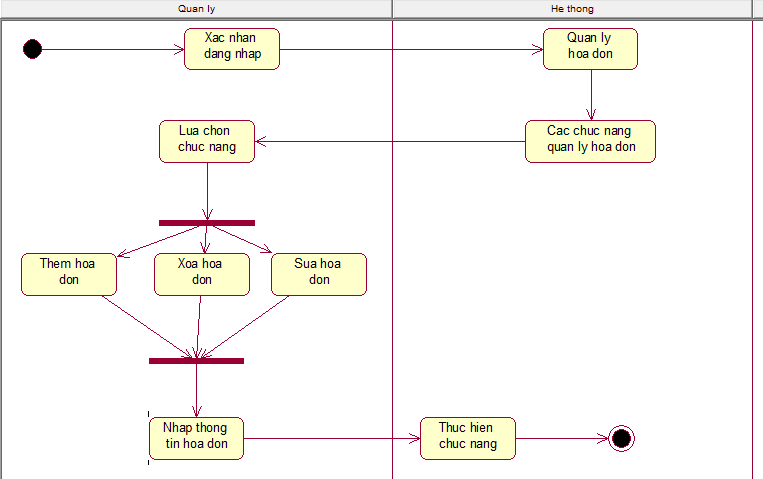 Quan ly
He thong
Xac nhan
dang nhap
Quan ly
hoa don
Lua chon
chuc nang
Cac chuc nang
quan ly hoa don
Them hoa
don
Xoa hoa
don
Sua hoa
don
Nhap thong
tin hoa don
Thuc hien
chuc nang